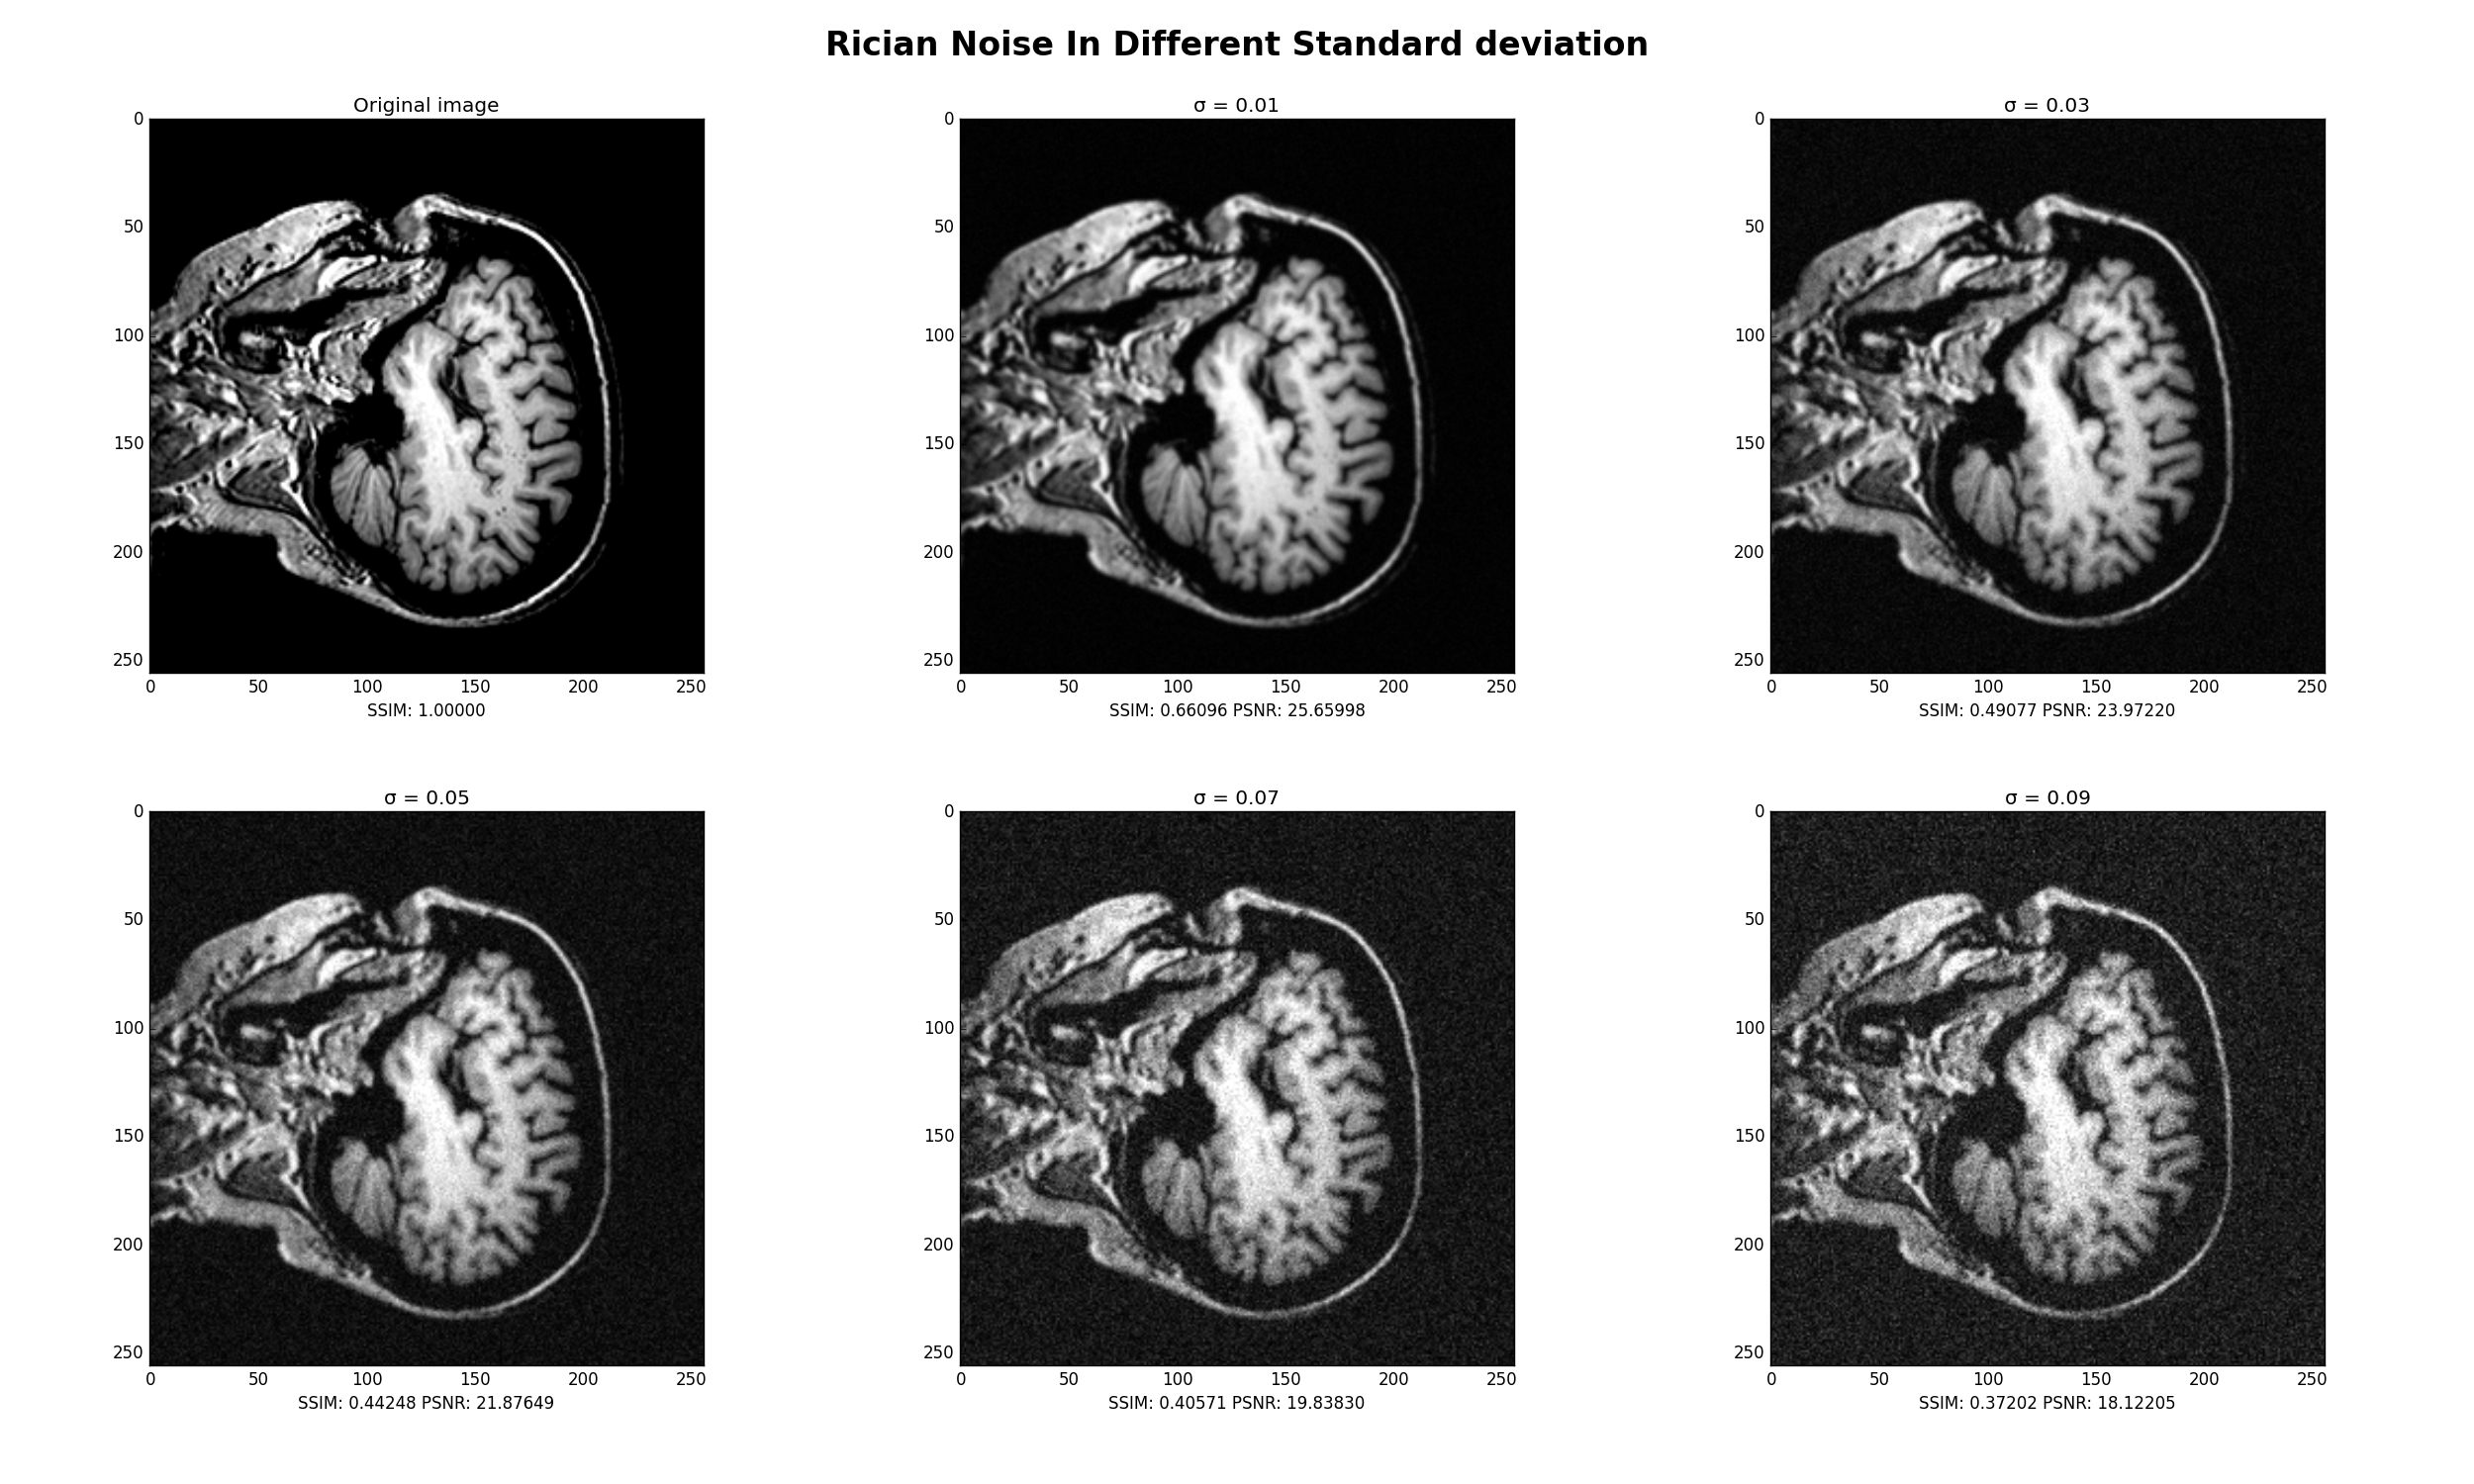 Rician Noise In Different Standard deviation
Original image
0
50
100
150
200
250
0 50 100 150 200 250
SSIM: 1.00000
σ = 0.01
0
50
100
150
200
250
0 50 100 150 200 250
SSIM: 0.66096 PSNR: 25.65998
σ = 0.03
0
50
100
150
200
250
0 50 100 150 200 250
SSIM: 0.49077 PSNR: 23.97220
σ = 0.05
0
50
100
150
200
250
0 50 100 150 200 250
SSIM: 0.44248 PSNR: 21.87649
σ = 0.07
0
50
100
150
200
250
0 50 100 150 200 250
SSIM: 0.40571 PSNR: 19.83830
σ = 0.09
0
50
100
150
200
250
0 50 100 150 200 250
SSIM: 0.37202 PSNR: 18.12205